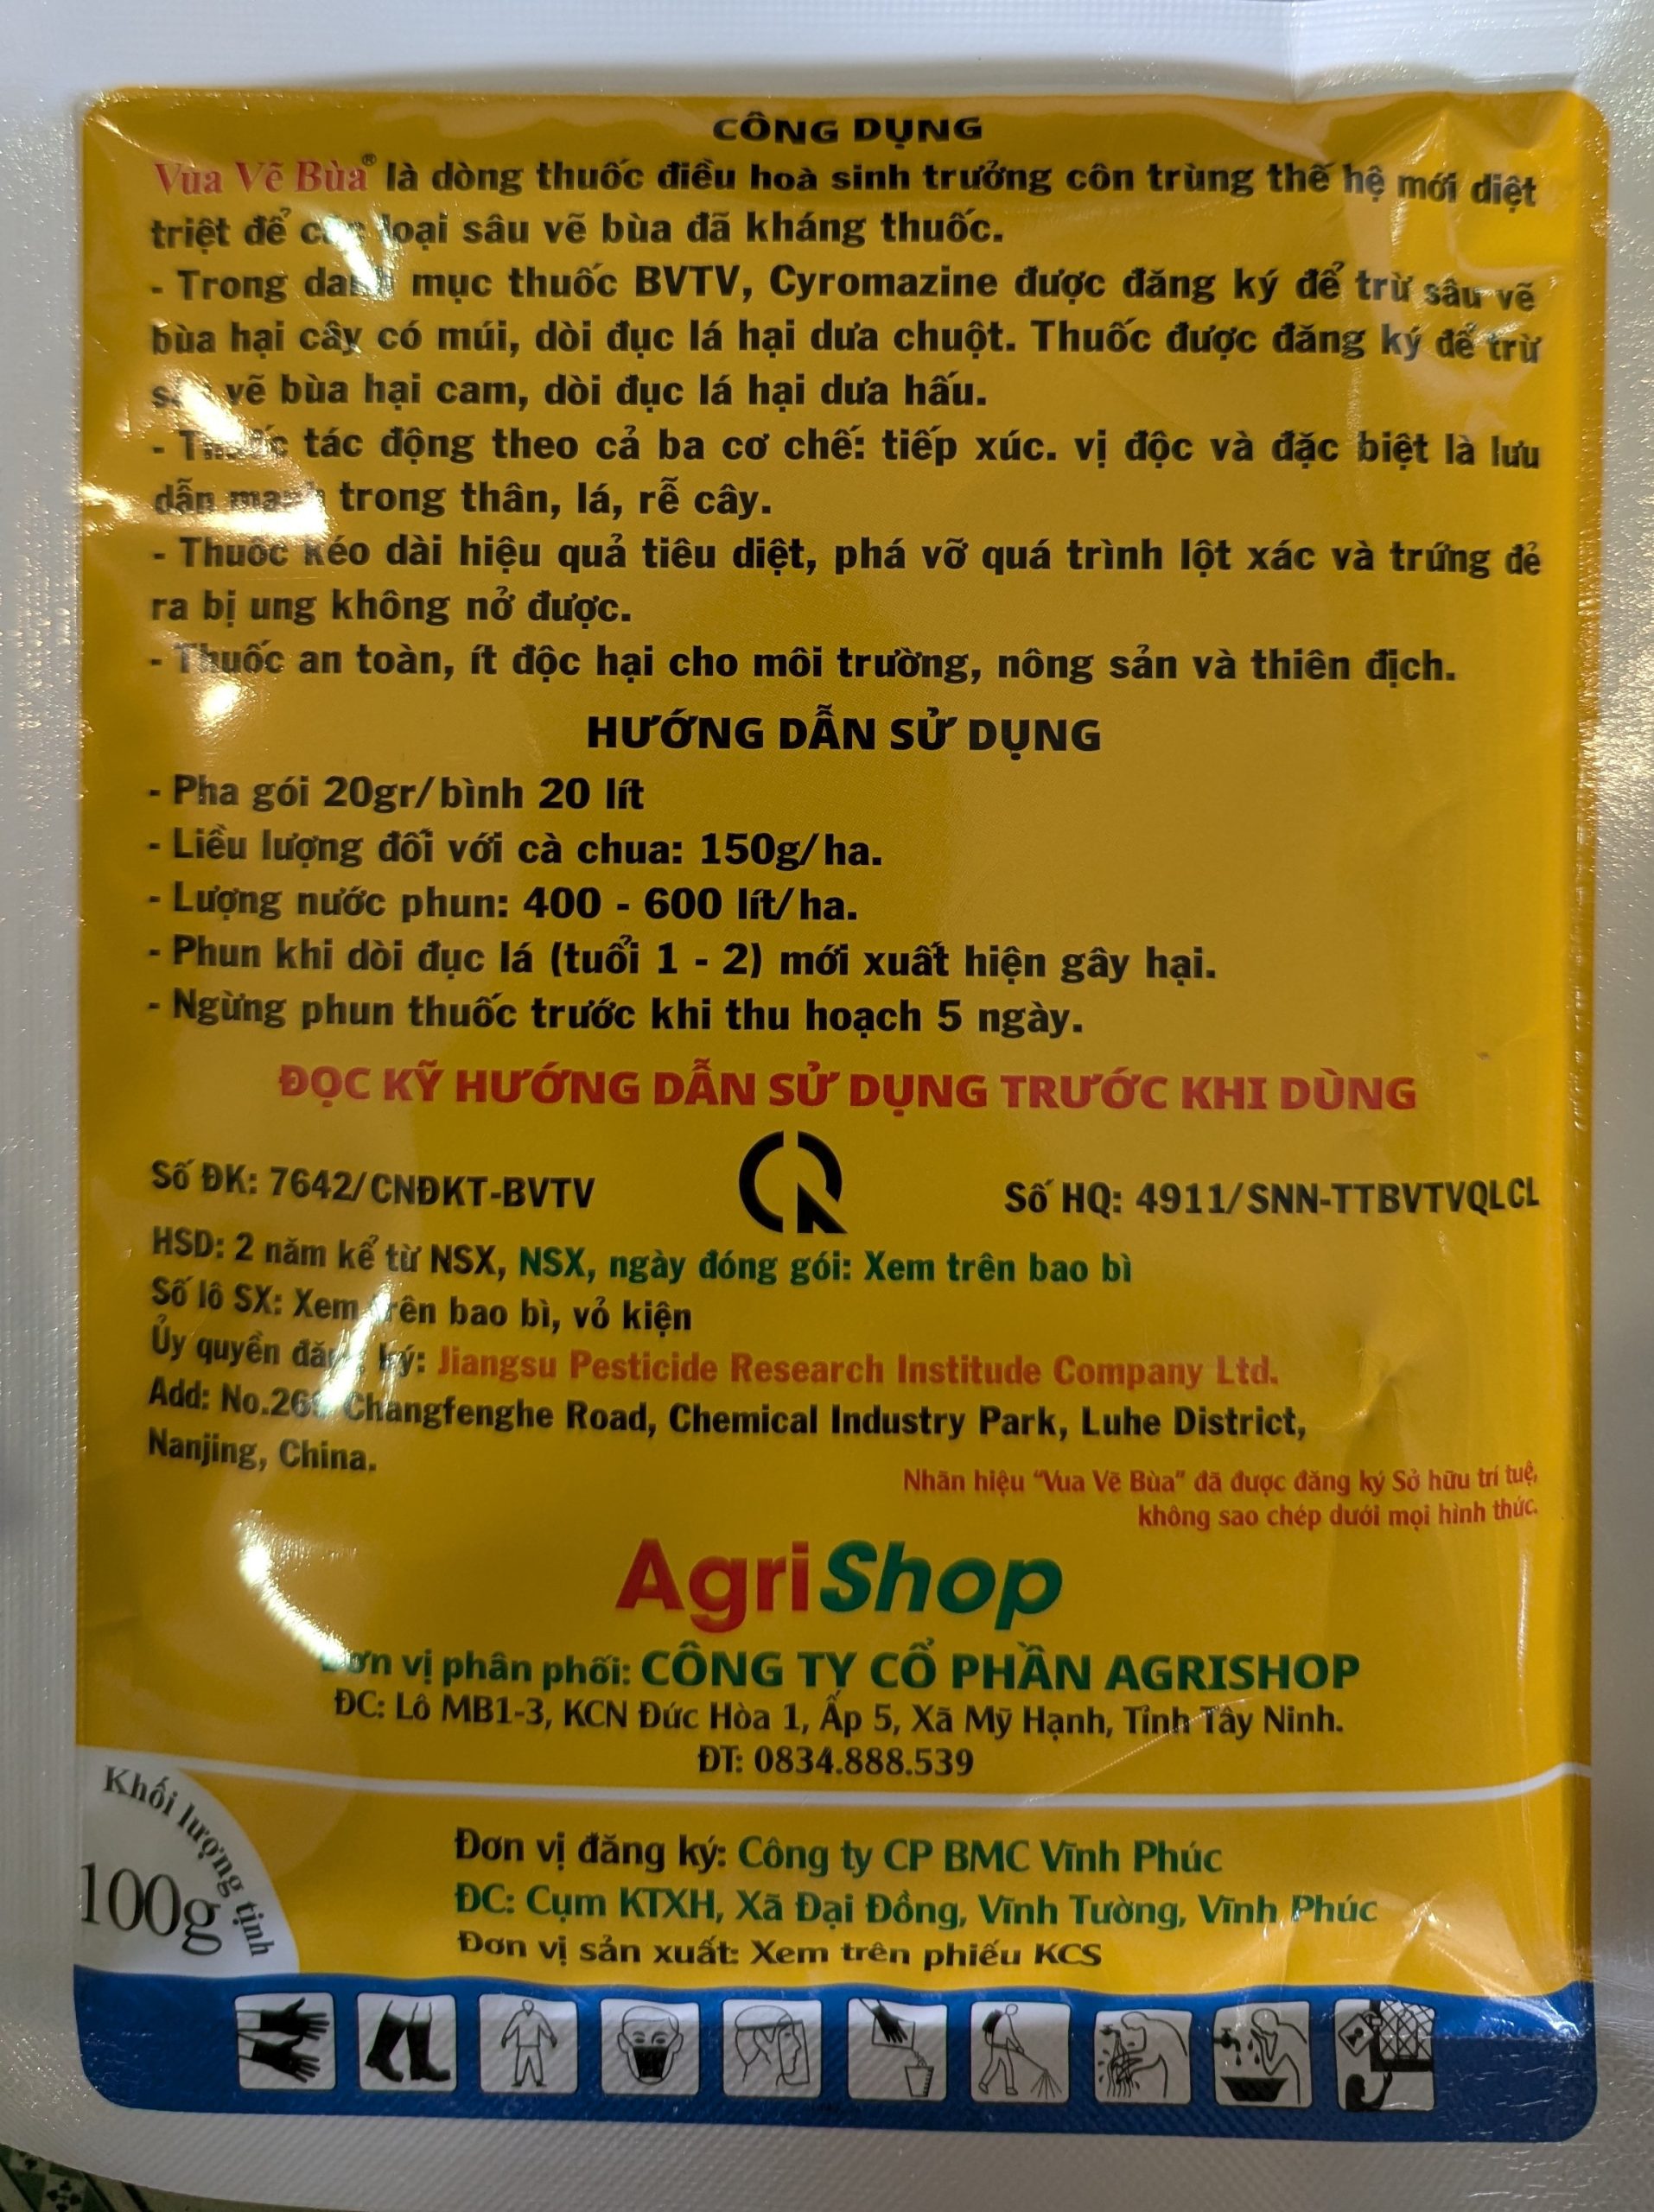 CÔNG DỤNG
Vua Vẽ Bùa® là dòng thuốc điều hoà sinh trưởng côn trùng thế hệ mới diệt
triệt để các loại sâu vẽ bùa đã kháng thuốc.
- Trong danh mục thuốc BVTV, Cyromazine được đăng ký để trừ sâu vẽ
bùa hại cây có múi, dòi đục lá hại dưa chuột. Thuốc được đăng ký để trừ
sâu vẽ bùa hại cam, dòi đục lá hại dưa hấu.
- Thuốc tác động theo cả ba cơ chế: tiếp xúc. vị độc và đặc biệt là lưu
dẫn mạnh trong thân, lá, rễ cây.
- Thuốc kéo dài hiệu quả tiêu diệt, phá vỡ quá trình lột xác và trứng đẻ
ra bị ung không nở được.
- Thuốc an toàn, ít độc hại cho môi trường, nông sản và thiên địch.
HƯỚNG DẪN SỬ DỤNG
- Pha gói 20gr/bình 20 lít
- Liều lượng đối với cà chua: 150g/ha.
- Lượng nước phun: 400 - 600 lít/ha.
- Phun khi dòi đục lá (tuổi 1 - 2) mới xuất hiện gây hại.
- Ngừng phun thuốc trước khi thu hoạch 5 ngày.
ĐỌC KỸ HƯỚNG DẪN SỬ DỤNG TRƯỚC KHI DÙNG
Số ĐK: 7642/CNĐKT-BVTV
Số HQ: 4911/SNN-TTBVTVQLCL
HSD: 2 năm kể từ NSX, NSX, ngày đóng gói: Xem trên bao bì
Số lô SX: Xem trên bao bì, vỏ kiện
Ủy quyền đăng ký: Jiangsu Pesticide Research Institude Company Ltd.
Add: Changfenghe Road, Chemical Industry Park, Luhe District,
Nanjing, China.
Nhãn hiệu "Vua Vẽ Bùa" đã được đăng ký Sở hữu trí tuệ,
không sao chép dưới mọi hình thức.
AgriShop
Đơn vị phân phối: CÔNG TY CỔ PHẦN AGRISHOP
ĐC: Lô MB1-3, KCN Đức Hòa 1, Ấp 5, Xã Mỹ Hạnh, Tỉnh Tây Ninh.
ĐT: 0834.888.539
Khối lượng tịnh
100g
Đơn vị đăng ký: Công ty CP BMC Vĩnh Phúc
ĐC: Cụm KTXH, Xã Đại Đồng, Vĩnh Tường, Vĩnh Phúc
Đơn vị sản xuất: Xem trên phiếu KCS